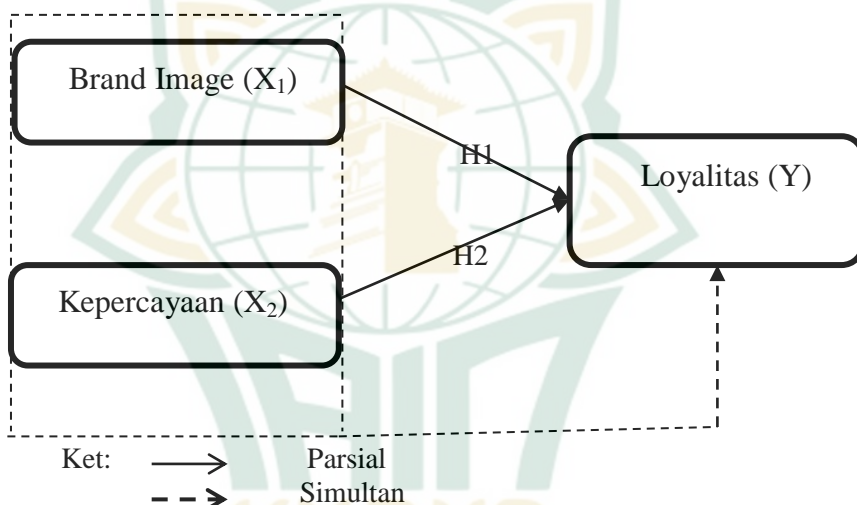 Brand Image (X₁)
H1
Loyalitas (Y)
H2
Kepercayaan (X₂)
Ket: Parsial
Simultan